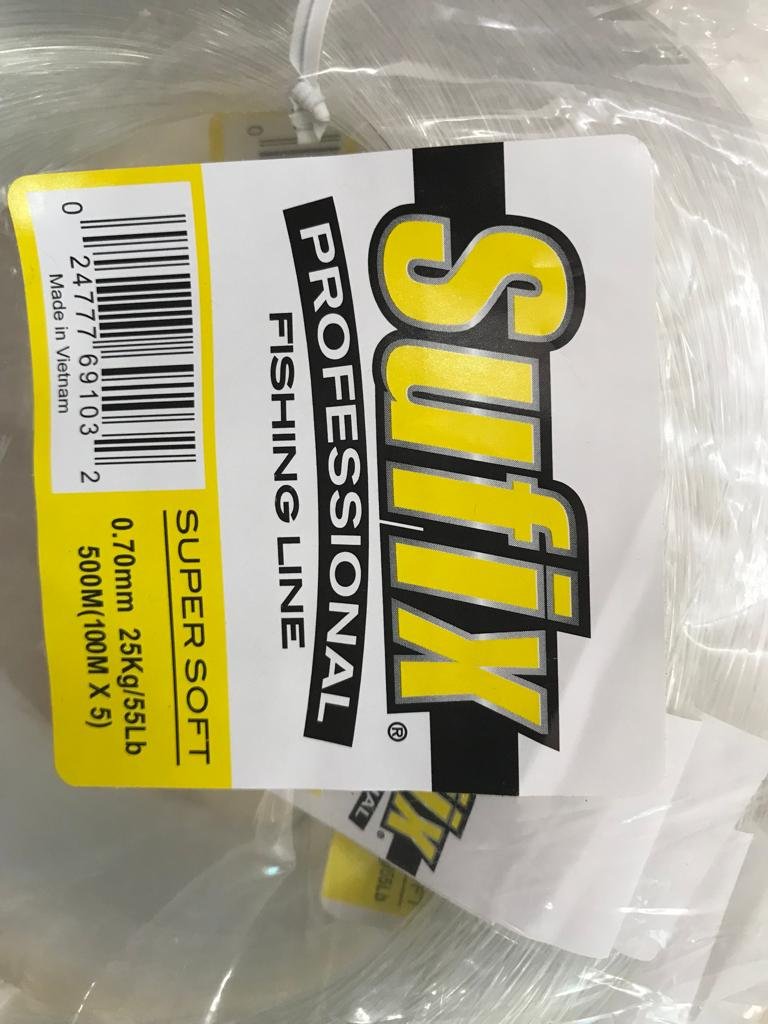 Sufix®
PROFESSIONAL
FISHING LINE
0 24777 69103 2
Made in Vietnam
SUPER SOFT
0.70mm 25Kg/55Lb
500M(100M X 5)